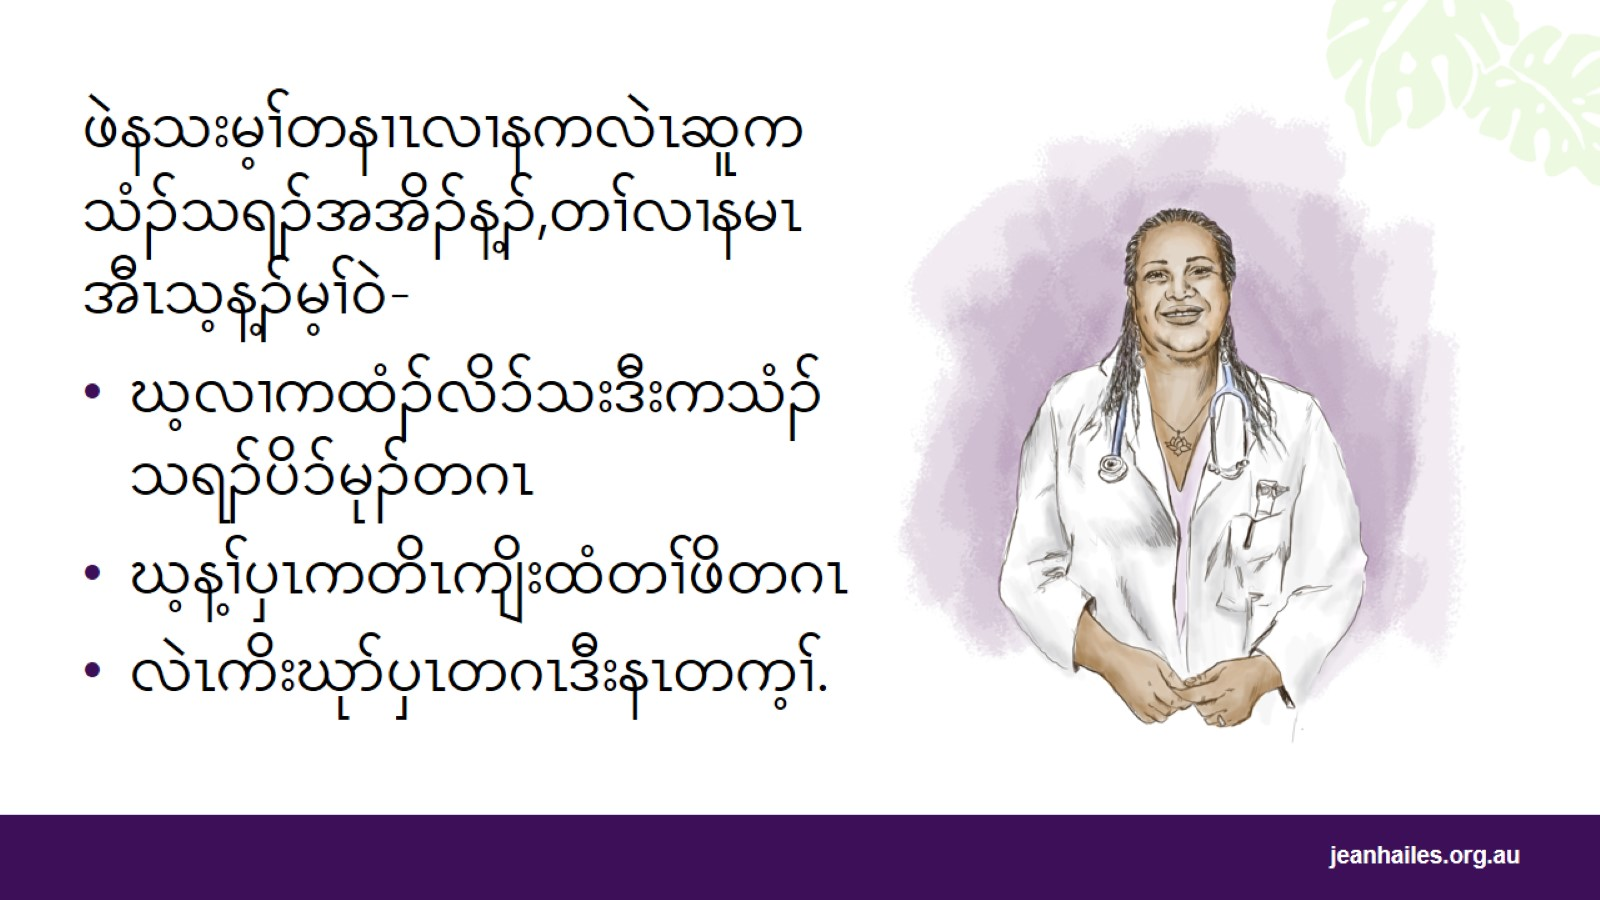 ဖဲနသးမ့ၢ်တနၢၤလၢနကလဲၤဆူက
သံၣ်သရၣ်အအိၣ်န့ၣ်,တၢ်လၢနမၤ
အီၤသ့န့ၣ်မ့ၢ်ဝဲ-
• ဃ့လၢကထံၣ်လိာ်သးဒီးကသံၣ်
သရၣ်ပိာ်မုၣ်တဂၤ
• ဃ့န့ၢ်ပှၤကတိၤကျိးထံတၢ်ဖိတဂၤ
• လဲၤကိးဃုာ်ပှၤတဂၤဒီးနၤတက့ၢ်.
jeanhailes.org.au